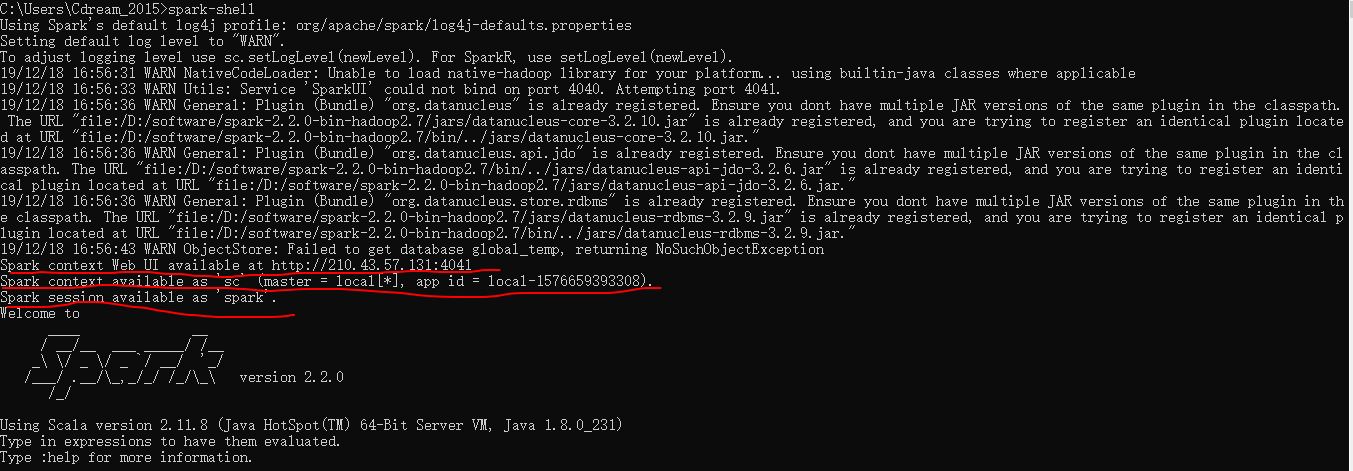 C:\Users\Cdream_2015>spark-shell
Using Spark's default log4j profile: org/apache/spark/log4j-defaults.properties
Setting default log level to "WARN".
To adjust logging level use sc.setLogLevel(newLevel). For SparkR, use setLogLevel(newLevel).
19/12/18 16:56:31 WARN NativeCodeLoader: Unable to load native-hadoop library for your platform... using builtin-java classes where applicable
19/12/18 16:56:33 WARN Utils: Service 'SparkUI' could not bind on port 4040. Attempting port 4041.
19/12/18 16:56:36 WARN General: Plugin (Bundle) "org.datanucleus" is already registered. Ensure you dont have multiple JAR versions of the same plugin in the classpath.
The URL "file:/D:/software/spark-2.2.0-bin-hadoop2.7/jars/datanucleus-core-3.2.10.jar" is already registered, and you are trying to register an identical plugin locate
d at URL "file:/D:/software/spark-2.2.0-bin-hadoop2.7/bin/../jars/datanucleus-core-3.2.10.jar."
19/12/18 16:56:36 WARN General: Plugin (Bundle) "org.datanucleus.api.jdo" is already registered. Ensure you dont have multiple JAR versions of the same plugin in the cl
asspath. The URL "file:/D:/software/spark-2.2.0-bin-hadoop2.7/bin/../jars/datanucleus-api-jdo-3.2.6.jar" is already registered, and you are trying to register an identi
cal plugin located at URL "file:/D:/software/spark-2.2.0-bin-hadoop2.7/jars/datanucleus-api-jdo-3.2.6.jar."
19/12/18 16:56:36 WARN General: Plugin (Bundle) "org.datanucleus.store.rdbms" is already registered. Ensure you dont have multiple JAR versions of the same plugin in th
e classpath. The URL "file:/D:/software/spark-2.2.0-bin-hadoop2.7/jars/datanucleus-rdbms-3.2.9.jar" is already registered, and you are trying to register an identical p
lugin located at URL "file:/D:/software/spark-2.2.0-bin-hadoop2.7/bin/../jars/datanucleus-rdbms-3.2.9.jar."
19/12/18 16:56:43 WARN ObjectStore: Failed to get database global_temp, returning NoSuchObjectException
Spark context Web UI available at http://210.43.57.131:4041
Spark context available as 'sc' (master = local[*], app id = local-1576659393308).
Spark session available as 'spark'.
Welcome to
Spark version 2.2.0
Using Scala version 2.11.8 (Java HotSpot(TM) 64-Bit Server VM, Java 1.8.0_231)
Type in expressions to have them evaluated.
Type :help for more information.